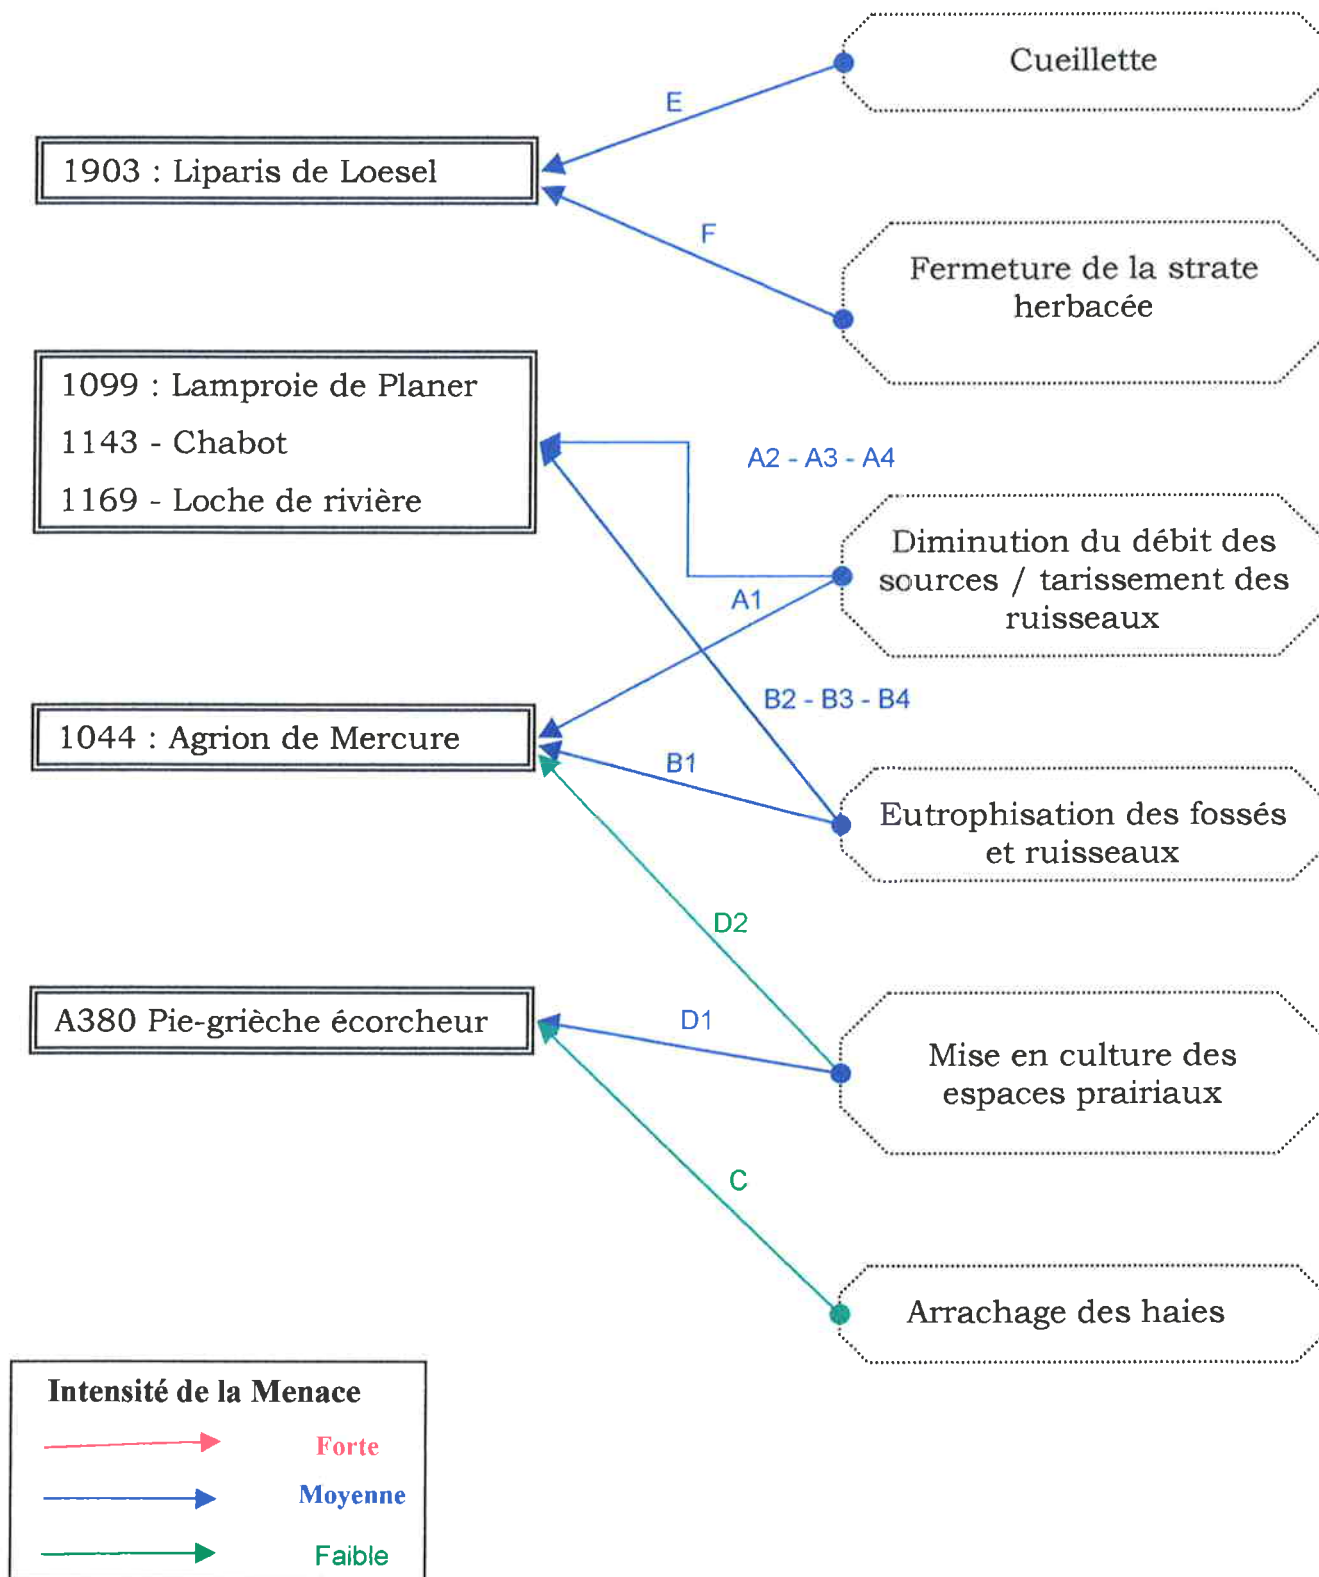 Cueillette
E
1903 : Liparis de Loesel
F
Fermeture de la strate
herbacée
1099 : Lamproie de Planer
1143 - Chabot
1169 - Loche de rivière
A2 - A3 - A4
Diminution du débit des
sources / tarissement des
ruisseaux
A1
B2 - B3 - B4
1044 : Agrion de Mercure
B1
Eutrophisation des fossés
et ruisseaux
D2
A380 Pie-grièche écorcheur
D1
Mise en culture des
espaces prairiaux
C
Arrachage des haies
Intensité de la Menace
Forte
Moyenne
Faible